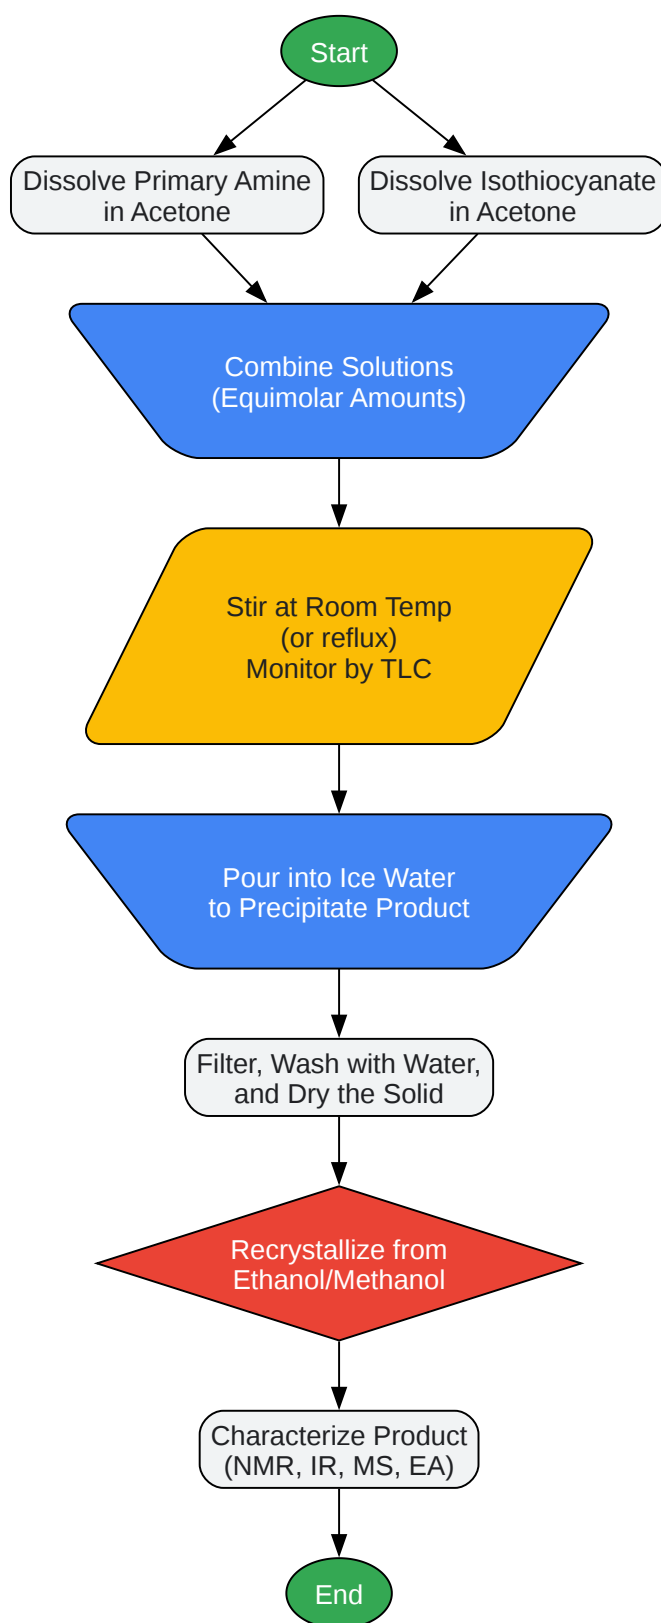 Start
Dissolve Primary Amine
in Acetone
Dissolve Isothiocyanate
in Acetone
Combine Solutions
(Equimolar Amounts)
Stir at Room Temp
(or reflux)
Monitor by TLC
Pour into Ice Water
to Precipitate Product
Filter, Wash with Water,
and Dry the Solid
Recrystallize from
Ethanol/Methanol
Characterize Product
(NMR, IR, MS, EA)
End